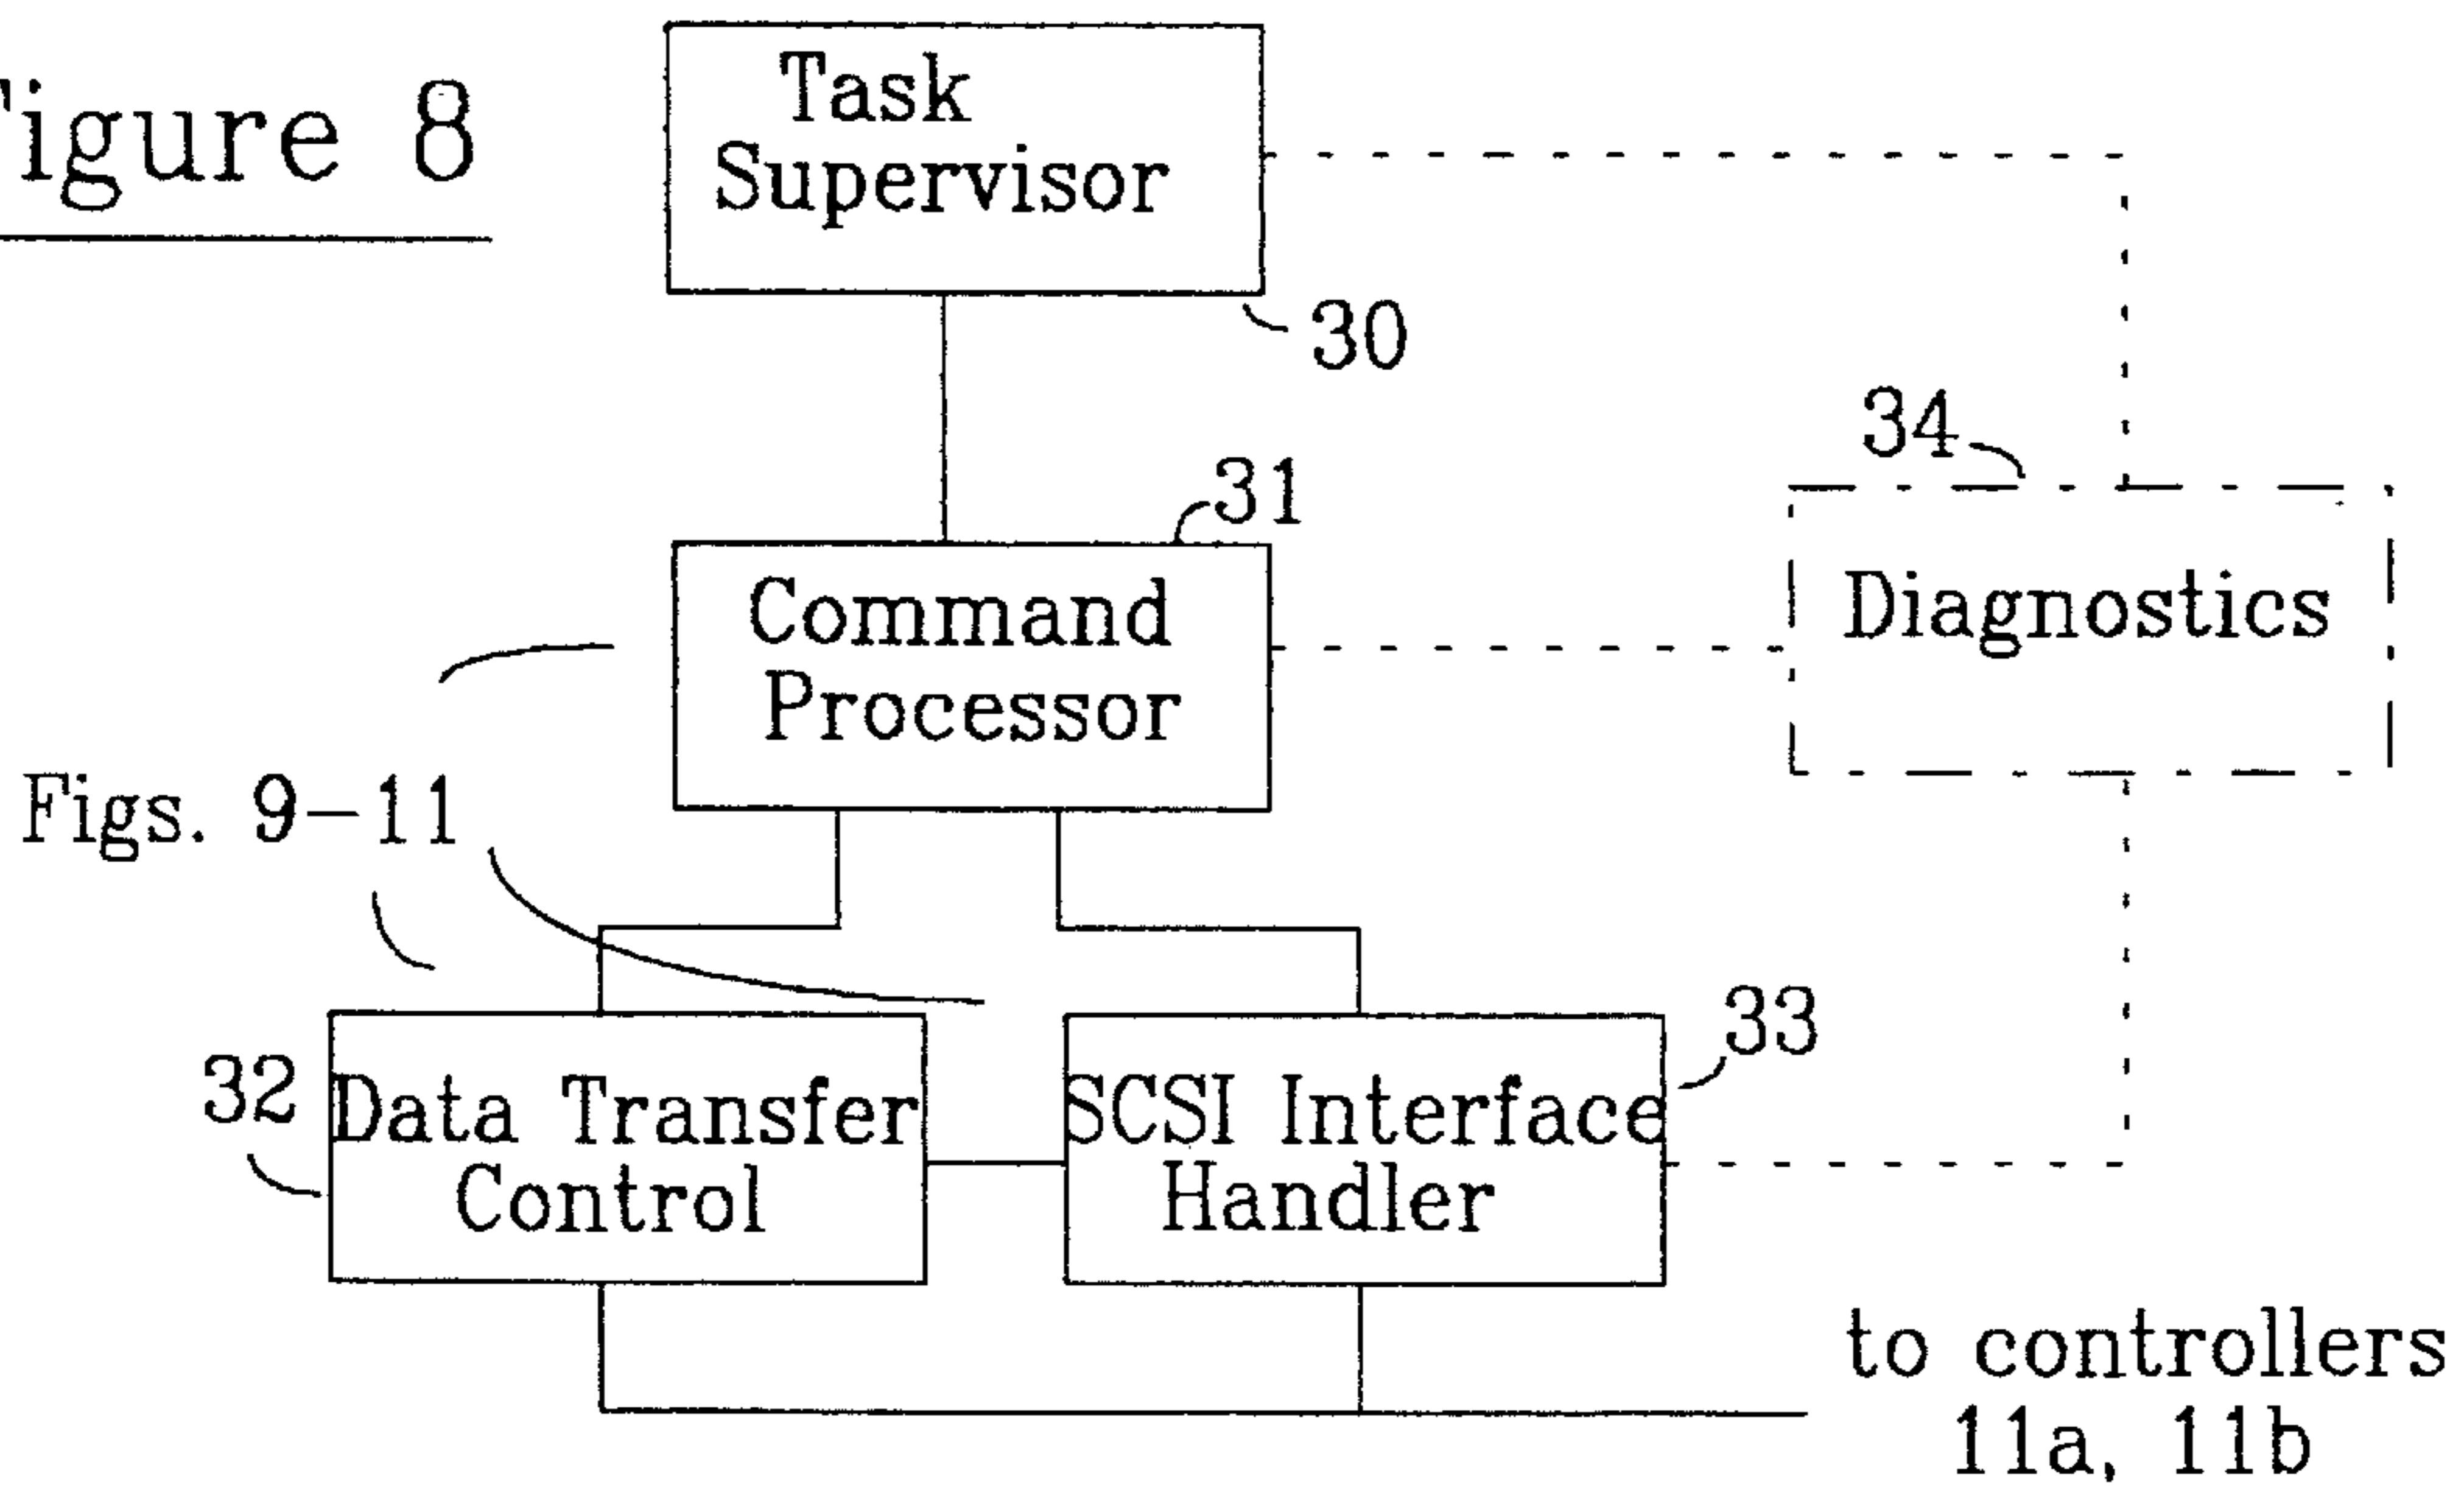 Figure 8
Task
Supervisor
30
31
34
Command
Processor
Diagnostics
Figs. 9-11
32
Data Transfer
Control
33
SCSI Interface
Handler
to controllers
11a, 11b